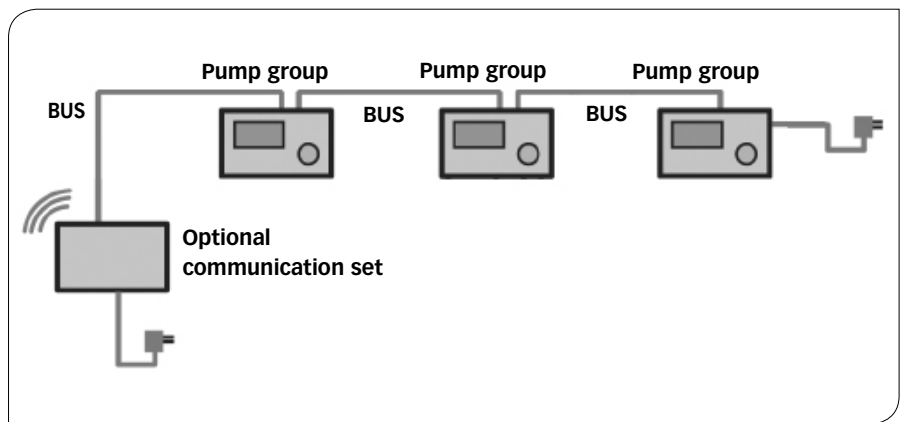 Pump group
Pump group
Pump group
BUS
BUS
BUS
Optional
communication set